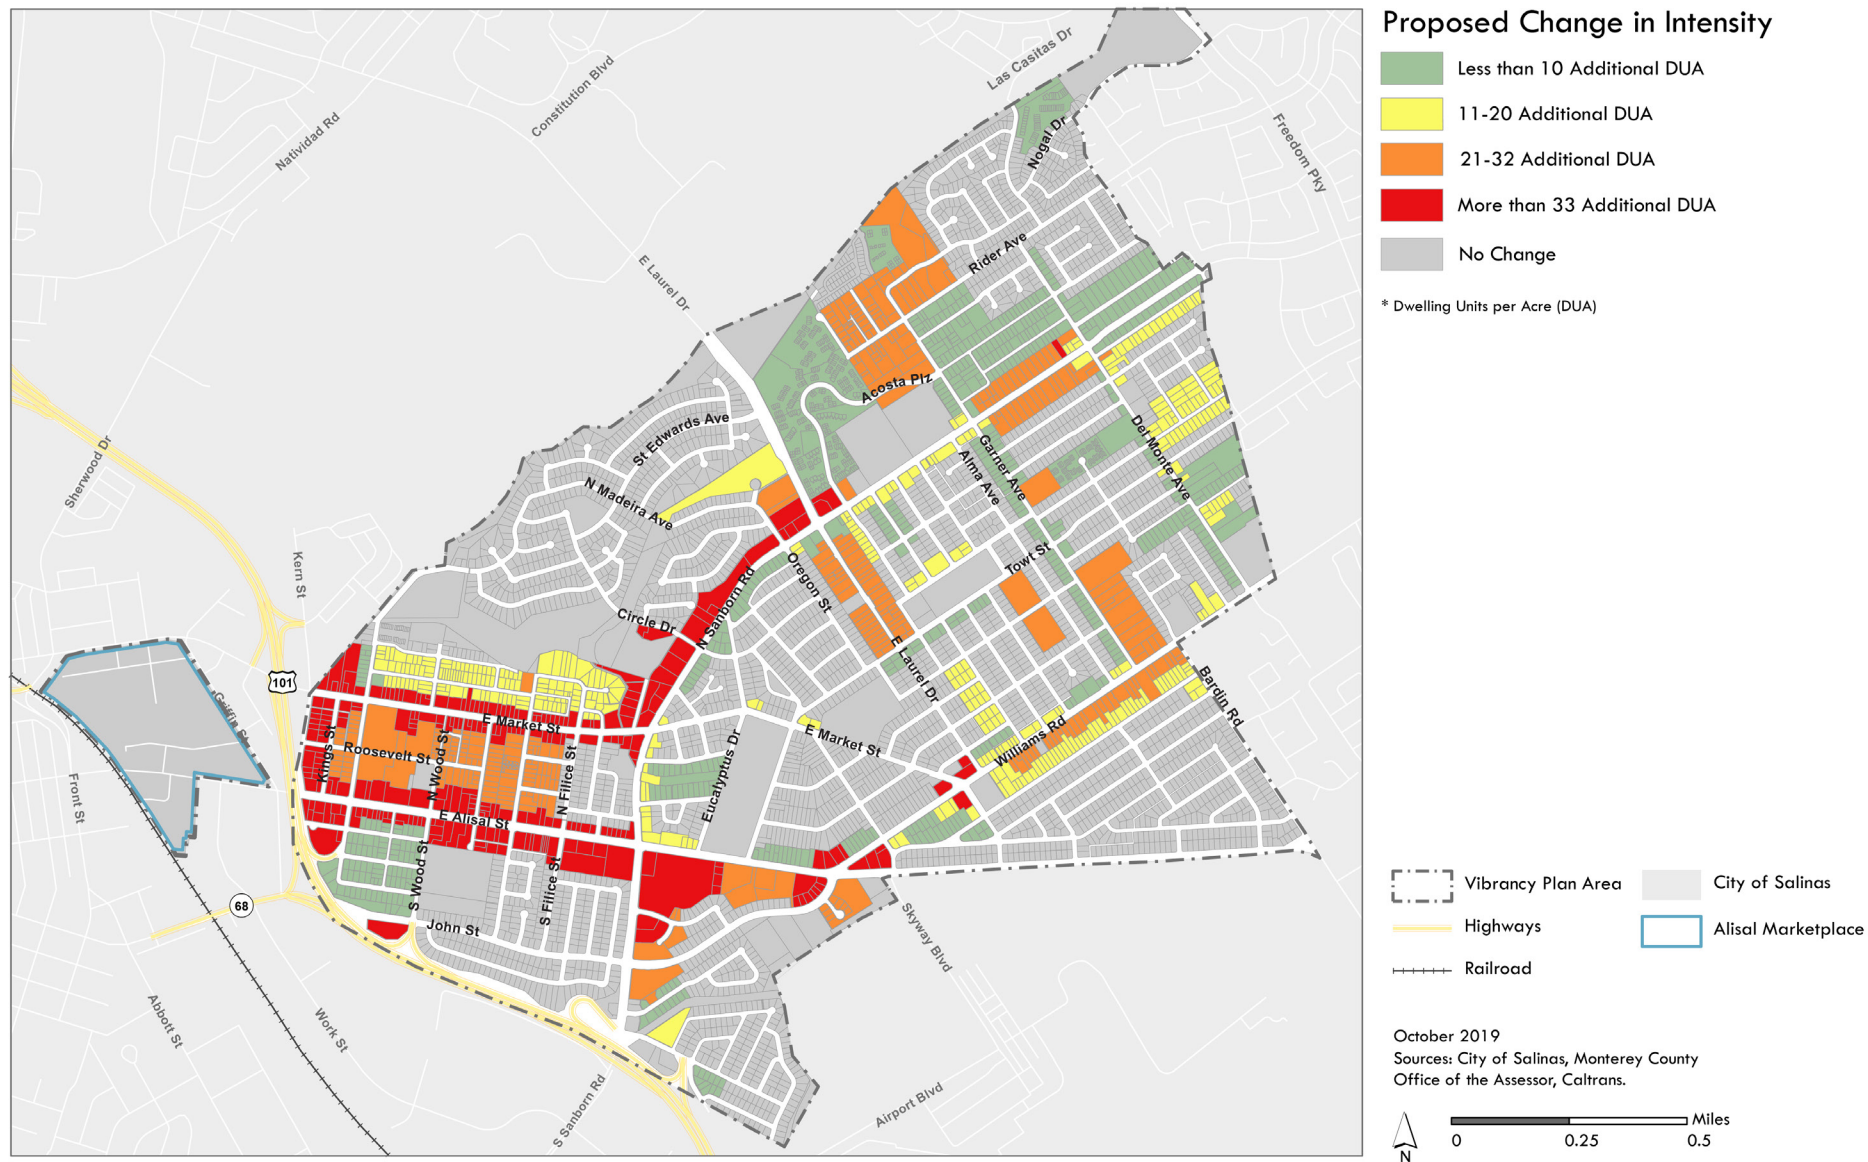 Proposed Change in Intensity
Less than 10 Additional DUA
11-20 Additional DUA
21-32 Additional DUA
More than 33 Additional DUA
No Change
* Dwelling Units per Acre (DUA)
Las Casitas Dr
Constitution Blvd
Natividad Rd
Freedom Pky
Nogal Dr
Rider Ave
E Laurel Dr
Acosta Plz
St Edwards Ave
N Madeira Ave
Sherwood Dr
Del Monte Ave
Garner Ave
Alma Ave
Kern St
Towt St
Oregon St
N Sanborn Rd
Circle Dr
E Laurel Dr
Bardin Rd
101
Griffin St
E Market St
E Market St
Williams Rd
Kings St
Roosevelt St
N Wood St
N Filice St
Eucalyptus Dr
Front St
E Alisal St
S Wood St
S Filice St
68
John St
Skyway Blvd
Abbott St
Work St
S Sanborn Rd
Airport Blvd
Vibrancy Plan Area
City of Salinas
Highways
Alisal Marketplace
Railroad
October 2019
Sources: City of Salinas, Monterey County
Office of the Assessor, Caltrans.
N
Miles
0 0.25 0.5